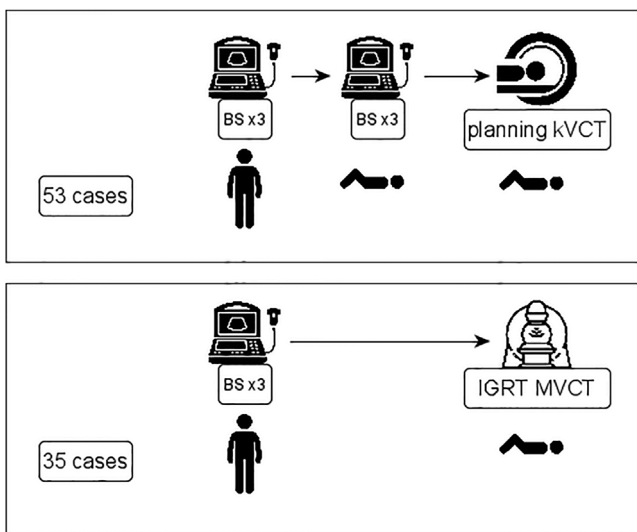 BS x3
BS x3
planning kVCT
53 cases
BS x3
IGRT MVCT
35 cases